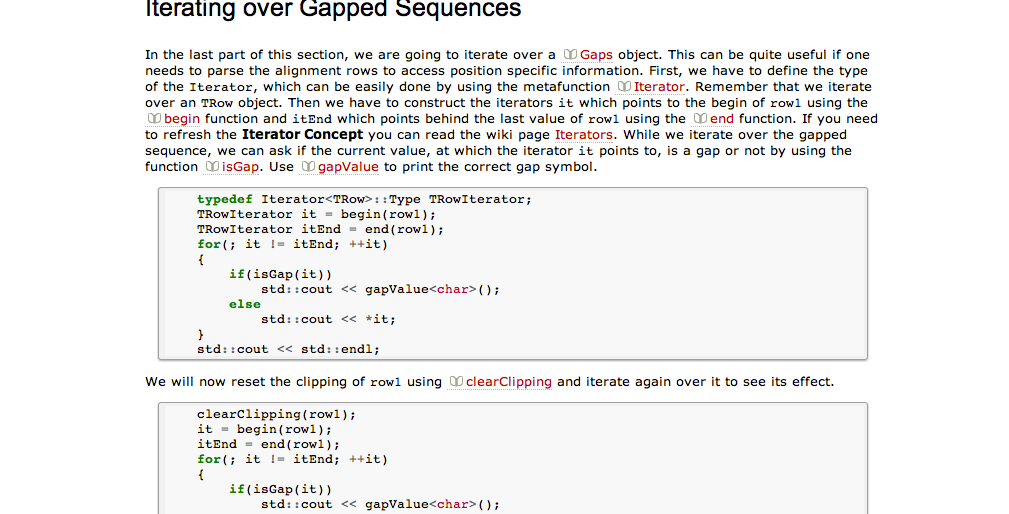 Iterating over Gapped Sequences
In the last part of this section, we are going to iterate over a Gaps object. This can be quite useful if one
needs to parse the alignment rows to access position specific information. First, we have to define the type
of the Iterator, which can be easily done by using the metafunction Iterator. Remember that we iterate
over an TRow object. Then we have to construct the iterators it which points to the begin of row1 using the
begin function and itEnd which points behind the last value of row1 using the end function. If you need
to refresh the Iterator Concept you can read the wiki page Iterators. While we iterate over the gapped
sequence, we can ask if the current value, at which the iterator it points to, is a gap or not by using the
function isGap. Use gapValue to print the correct gap symbol.
typedef Iterator<TRow>::Type TRowIterator;
TRowIterator it = begin(row1);
TRowIterator itEnd = end(row1);
for(; it != itEnd; ++it)
{
if(isGap(it))
std::cout << gapValue<char>();
else
std::cout << *it;
}
std::cout << std::endl;
We will now reset the clipping of row1 using clearClipping and iterate again over it to see its effect.
clearClipping(row1);
it = begin(row1);
itEnd = end(row1);
for(; it != itEnd; ++it)
{
if(isGap(it))
std::cout << gapValue<char>();